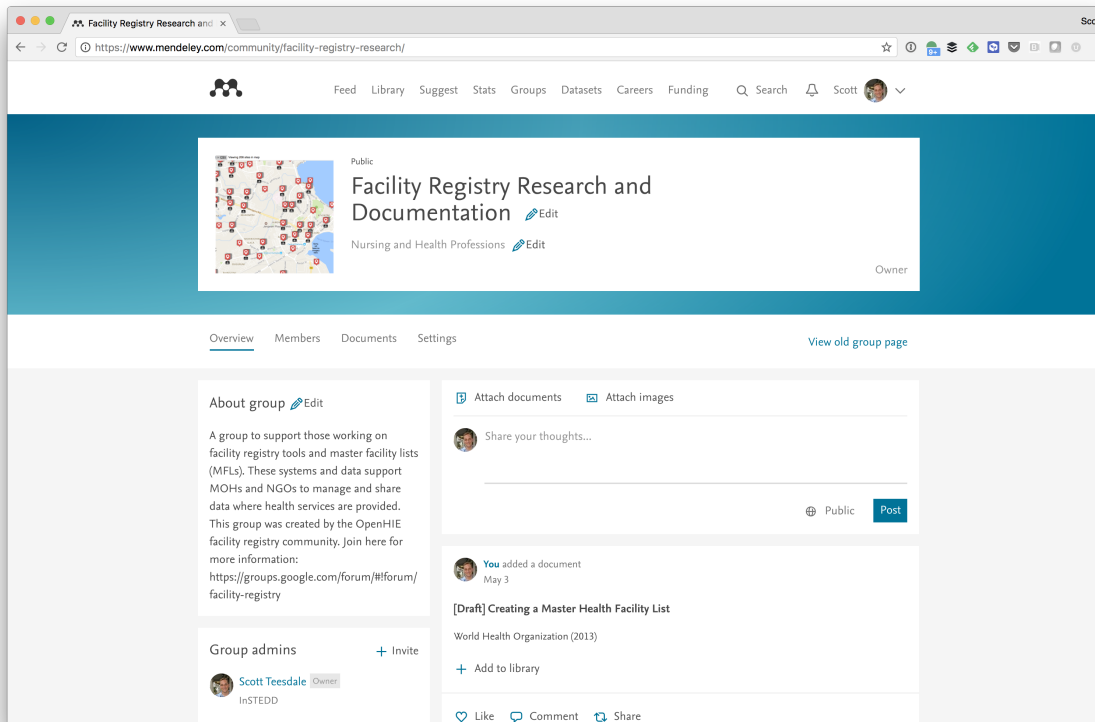 Facility Registry Research and
Sco
https://www.mendeley.com/community/facility-registry-research/
9+
Feed Library Suggest Stats Groups Datasets Careers Funding Search Scott
Public
Facility Registry Research and
Documentation Edit
Nursing and Health Professions Edit
Owner
Overview Members Documents Settings
View old group page
About group Edit
A group to support those working on
facility registry tools and master facility lists
(MFLs). These systems and data support
MOHs and NGOs to manage and share
data where health services are provided.
This group was created by the OpenHIE
facility registry community. Join here for
more information:
https://groups.google.com/forum/#!forum/
facility-registry
Group admins + Invite
Scott Teesdale Owner
InSTEDD
Attach documents Attach images
Share your thoughts...
Public Post
You added a document
May 3
[Draft] Creating a Master Health Facility List
World Health Organization (2013)
+ Add to library
Like Comment Share